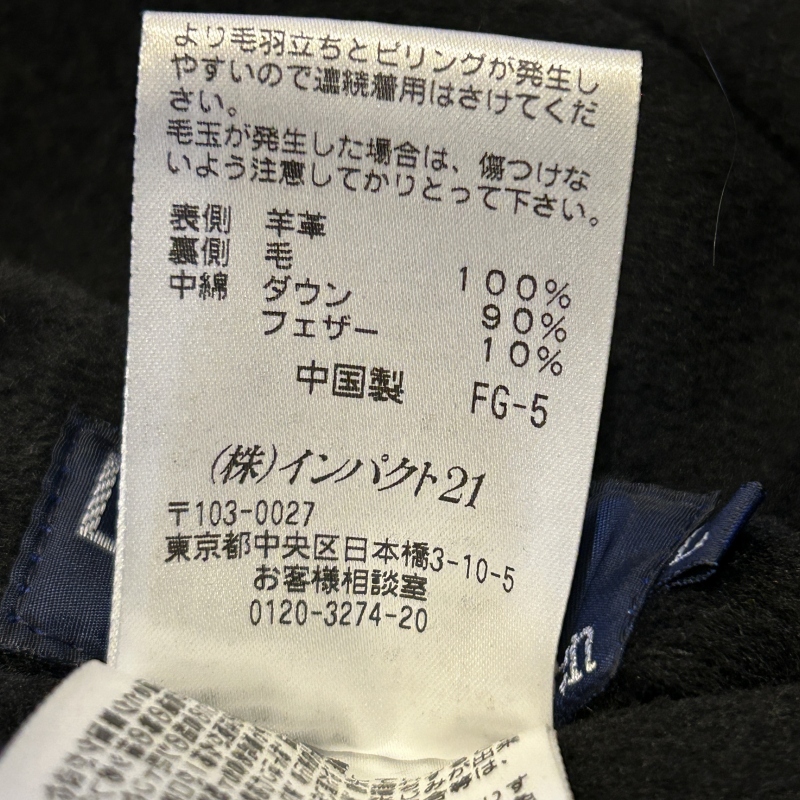 より毛羽立ちとピリングが発生し
やすいので連続着用はさけてくだ
さい。
毛玉が発生した場合は、傷つけな
いよう注意してかりとって下さい。
表側 羊革
裏側 毛 100%
中綿 ダウン 90%
フェザー 10%
中国製 FG-5
(株)インパクト21
〒103-0027
東京都中央区日本橋3-10-5
お客様相談室
0120-3274-20